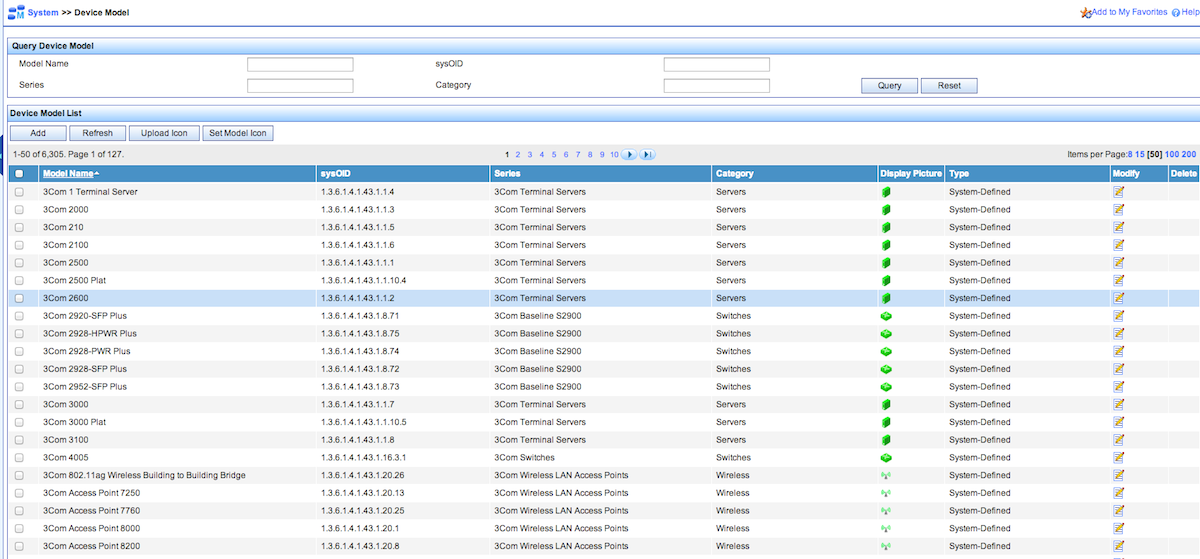 System >> Device Model Add to My Favorites Help
Query Device Model
Model Name sysOID
Series Category Query Reset
Device Model List
Add Refresh Upload Icon Set Model Icon
1-50 of 6,305. Page 1 of 127. 1 2 3 4 5 6 7 8 9 10 Items per Page:8 15 [50] 100 200
Model Name sysOID Series Category Display Picture Type Modify Delete
3Com 1 Terminal Server 1.3.6.1.4.1.43.1.1.4 3Com Terminal Servers Servers System-Defined
3Com 2000 1.3.6.1.4.1.43.1.1.3 3Com Terminal Servers Servers System-Defined
3Com 210 1.3.6.1.4.1.43.1.1.5 3Com Terminal Servers Servers System-Defined
3Com 2100 1.3.6.1.4.1.43.1.1.6 3Com Terminal Servers Servers System-Defined
3Com 2500 1.3.6.1.4.1.43.1.1.1 3Com Terminal Servers Servers System-Defined
3Com 2500 Plat 1.3.6.1.4.1.43.1.1.10.4 3Com Terminal Servers Servers System-Defined
3Com 2600 1.3.6.1.4.1.43.1.1.2 3Com Terminal Servers Servers System-Defined
3Com 2920-SFP Plus 1.3.6.1.4.1.43.1.8.71 3Com Baseline S2900 Switches System-Defined
3Com 2928-HPWR Plus 1.3.6.1.4.1.43.1.8.75 3Com Baseline S2900 Switches System-Defined
3Com 2928-PWR Plus 1.3.6.1.4.1.43.1.8.74 3Com Baseline S2900 Switches System-Defined
3Com 2928-SFP Plus 1.3.6.1.4.1.43.1.8.72 3Com Baseline S2900 Switches System-Defined
3Com 2952-SFP Plus 1.3.6.1.4.1.43.1.8.73 3Com Baseline S2900 Switches System-Defined
3Com 3000 1.3.6.1.4.1.43.1.1.7 3Com Terminal Servers Servers System-Defined
3Com 3000 Plat 1.3.6.1.4.1.43.1.1.10.5 3Com Terminal Servers Servers System-Defined
3Com 3100 1.3.6.1.4.1.43.1.1.8 3Com Terminal Servers Servers System-Defined
3Com 4005 1.3.6.1.4.1.43.1.16.3.1 3Com Switches Switches System-Defined
3Com 802.11ag Wireless Building to Building Bridge 1.3.6.1.4.1.43.1.20.26 3Com Wireless LAN Access Points Wireless System-Defined
3Com Access Point 7250 1.3.6.1.4.1.43.1.20.13 3Com Wireless LAN Access Points Wireless System-Defined
3Com Access Point 7760 1.3.6.1.4.1.43.1.20.25 3Com Wireless LAN Access Points Wireless System-Defined
3Com Access Point 8000 1.3.6.1.4.1.43.1.20.1 3Com Wireless LAN Access Points Wireless System-Defined
3Com Access Point 8200 1.3.6.1.4.1.43.1.20.8 3Com Wireless LAN Access Points Wireless System-Defined